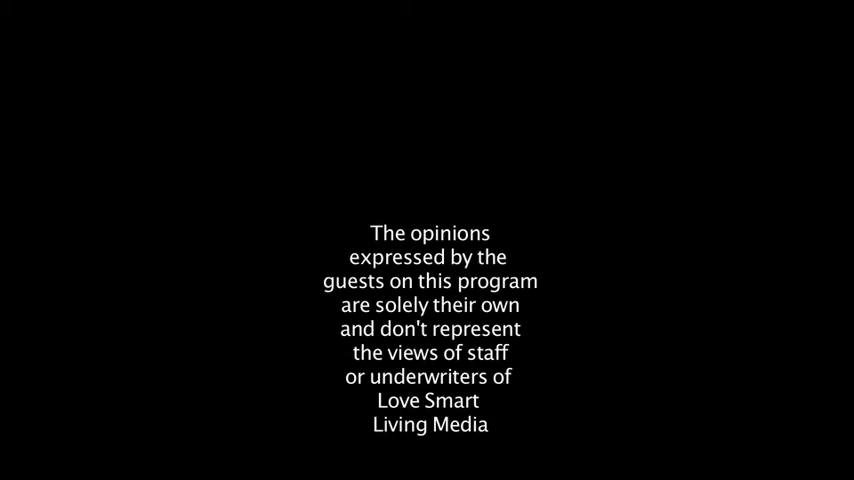 The opinions
expressed by the
guests on this program
are solely their own
and don't represent
the views of staff
or underwriters of
Love Smart
Living Media